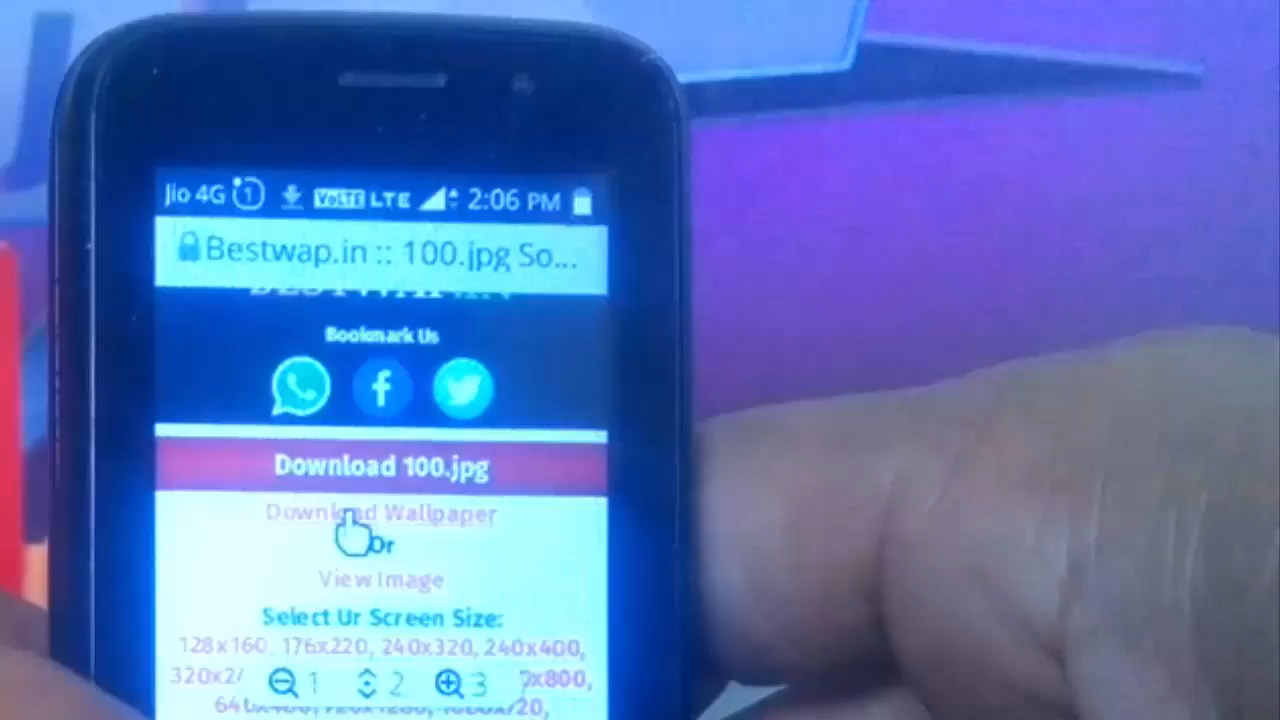 Jio 4G 1 VoLTE LTE 2:06 PM
Bestwap.in :: 100.jpg So...
Bookmark Us
Download 100.jpg
Download Wallpaper
Or
View Image
Select Ur Screen Size:
128x160, 176x220, 240x320, 240x400,
1 2 3